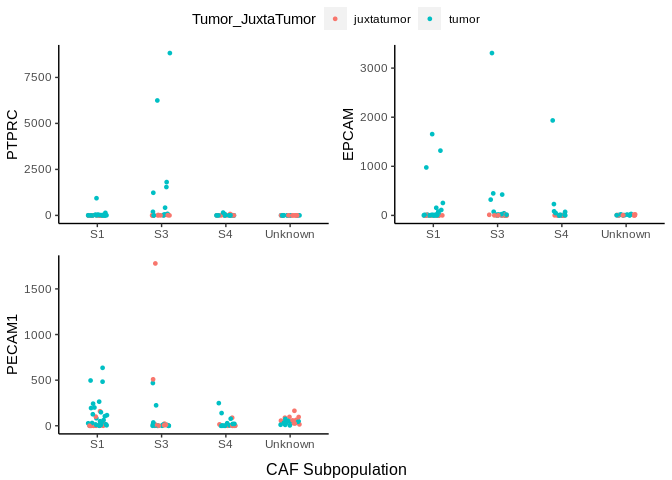 Tumor_JuxtaTumor juxtatumor tumor
PTPRC
7500
5000
2500
0
S1 S3 S4 Unknown
EPCAM
3000
2000
1000
0
S1 S3 S4 Unknown
PECAM1
1500
1000
500
0
S1 S3 S4 Unknown
CAF Subpopulation